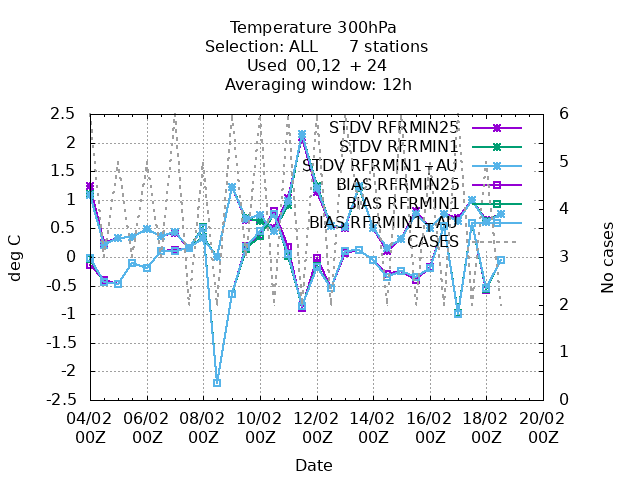 Temperature 300hPa
Selection: ALL 7 stations
Used 00,12 + 24
Averaging window: 12h
2.5
2
1.5
1
0.5
0
-0.5
-1
-1.5
-2
-2.5
deg C
6
5
4
3
2
1
0
No cases
STDV RFRMIN25
STDV RFRMIN1
STDV RFRMIN1+AU
BIAS RFRMIN25
BIAS RFRMIN1
BIAS RFRMIN1+AU
CASES
04/02 06/02 08/02 10/02 12/02 14/02 16/02 18/02 20/02
00Z 00Z 00Z 00Z 00Z 00Z 00Z 00Z 00Z
Date